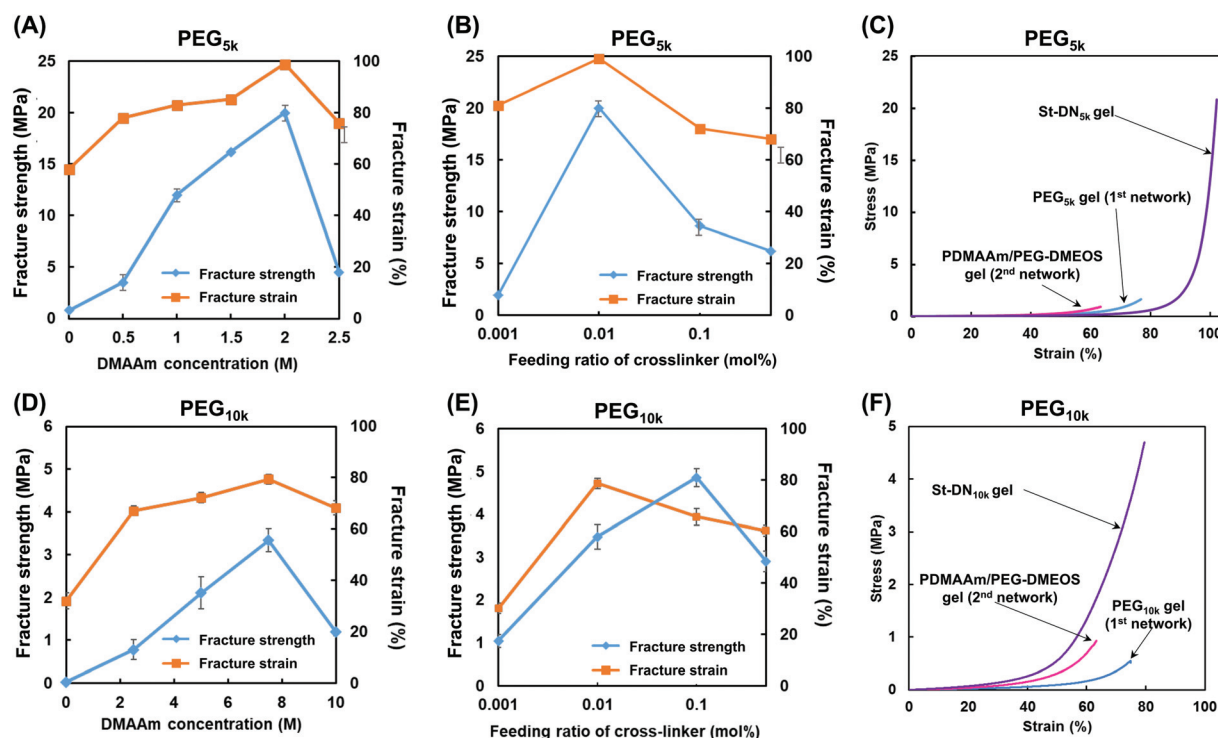 (A)
PEG5k
Fracture strength (MPa)
25
20
15
10
5
0
100
80
60
40
20
0
Fracture strain (%)
Fracture strength
Fracture strain
0 0.5 1 1.5 2 2.5
DMAAm concentration (M)
(B)
PEG5k
Fracture strength (MPa)
25
20
15
10
5
0
100
80
60
40
20
0
Fracture strain (%)
Fracture strength
Fracture strain
0.001 0.01 0.1
Feeding ratio of crosslinker (mol%)
(C)
PEG5k
Stress (MPa)
25
20
15
10
5
0
St-DN5k gel
PEG5k gel (1st network)
PDMAAm/PEG-DMEOS
gel (2nd network)
0 20 40 60 80 100
Strain (%)
(D)
PEG10k
Fracture strength (MPa)
6
5
4
3
2
1
0
100
80
60
40
20
0
Fracture strain (%)
Fracture strength
Fracture strain
0 2 4 6 8 10
DMAAm concentration (M)
(E)
PEG10k
Fracture strength (MPa)
6
5
4
3
2
1
0
100
80
60
40
20
0
Fracture strain (%)
Fracture strength
Fracture strain
0.001 0.01 0.1
Feeding ratio of cross-linker (mol%)
(F)
PEG10k
Stress (MPa)
5
4
3
2
1
0
St-DN10k gel
PDMAAm/PEG-DMEOS
gel (2nd network)
PEG10k gel
(1st network)
0 20 40 60 80 100
Strain (%)